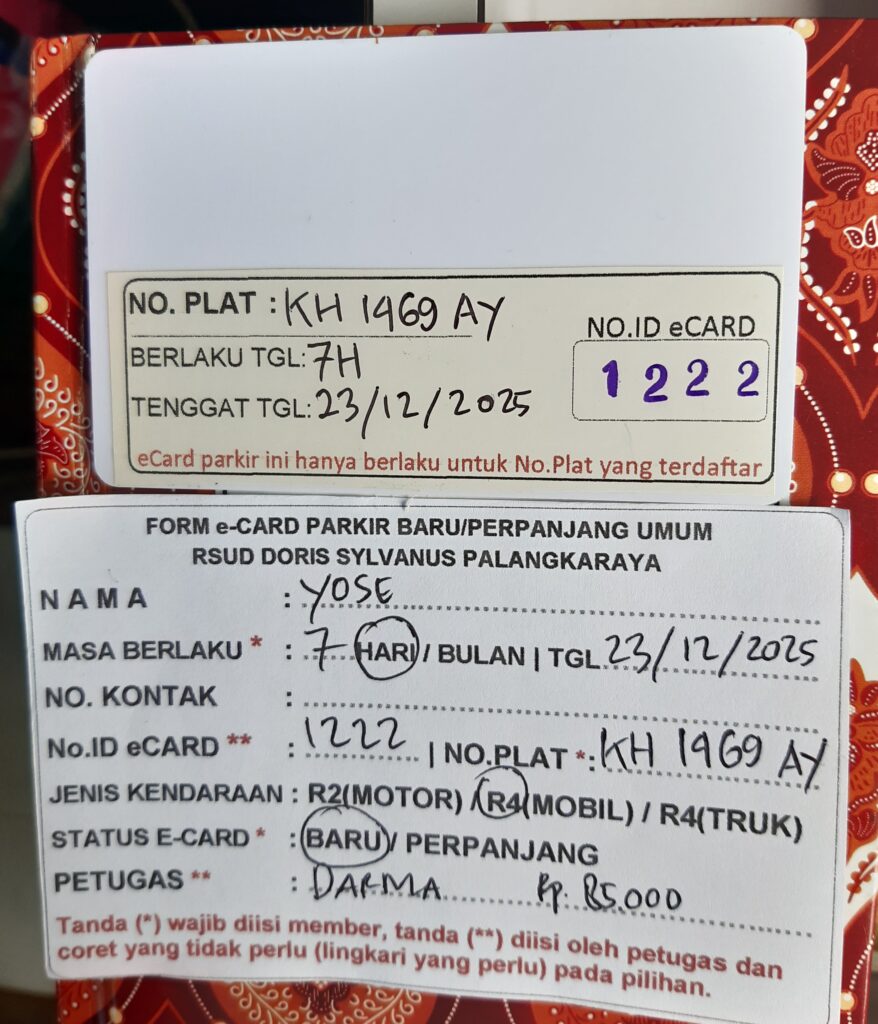 NO. PLAT : KH 1969 AY
NO.ID eCARD
BERLAKU TGL: 7H
1222
TENGGAT TGL: 23/12/2025
eCard parkir ini hanya berlaku untuk No.Plat yang terdaftar
FORM e-CARD PARKIR BARU/PERPANJANG UMUM
RSUD DORIS SYLVANUS PALANGKARAYA
NAMA : YOSE
MASA BERLAKU * : 7 HARI / BULAN | TGL 23/12/2025
NO. KONTAK :
No.ID eCARD ** : 1222 | NO.PLAT *: KH 1969 AY
JENIS KENDARAAN : R2(MOTOR) / R4(MOBIL) / R4(TRUK)
STATUS E-CARD * : BARU / PERPANJANG
PETUGAS ** : DARMA Rp. 85.000
Tanda (*) wajib diisi member, tanda (**) diisi oleh petugas dan
coret yang tidak perlu (lingkari yang perlu) pada pilihan.